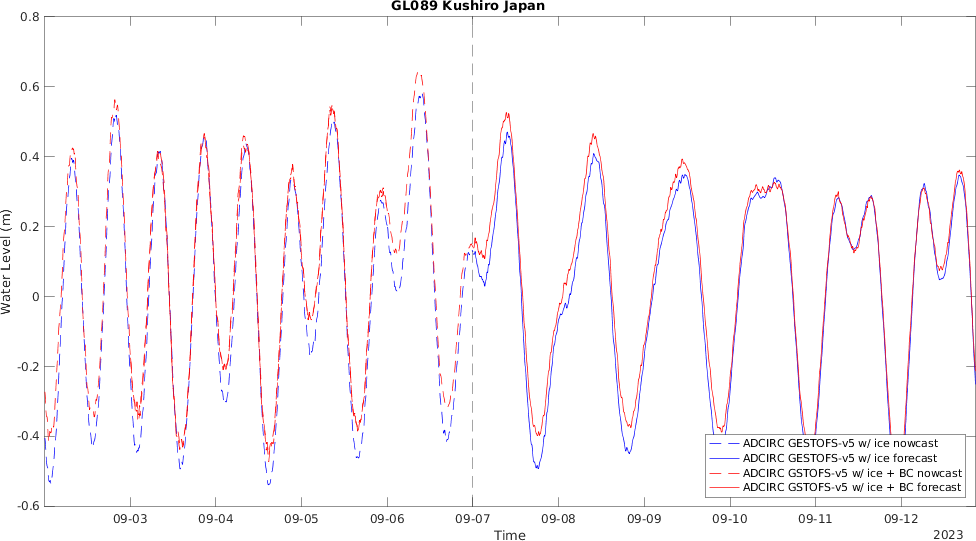 GL089 Kushiro Japan
Water Level (m)
0.8
0.6
0.4
0.2
0
-0.2
-0.4
-0.6
09-03 09-04 09-05 09-06 09-07 09-08 09-09 09-10 09-11 09-12
Time
2023
ADCIRC GESTOFS-v5 w/ ice nowcast
ADCIRC GESTOFS-v5 w/ ice forecast
ADCIRC GSTOFS-v5 w/ ice + BC nowcast
ADCIRC GSTOFS-v5 w/ ice + BC forecast